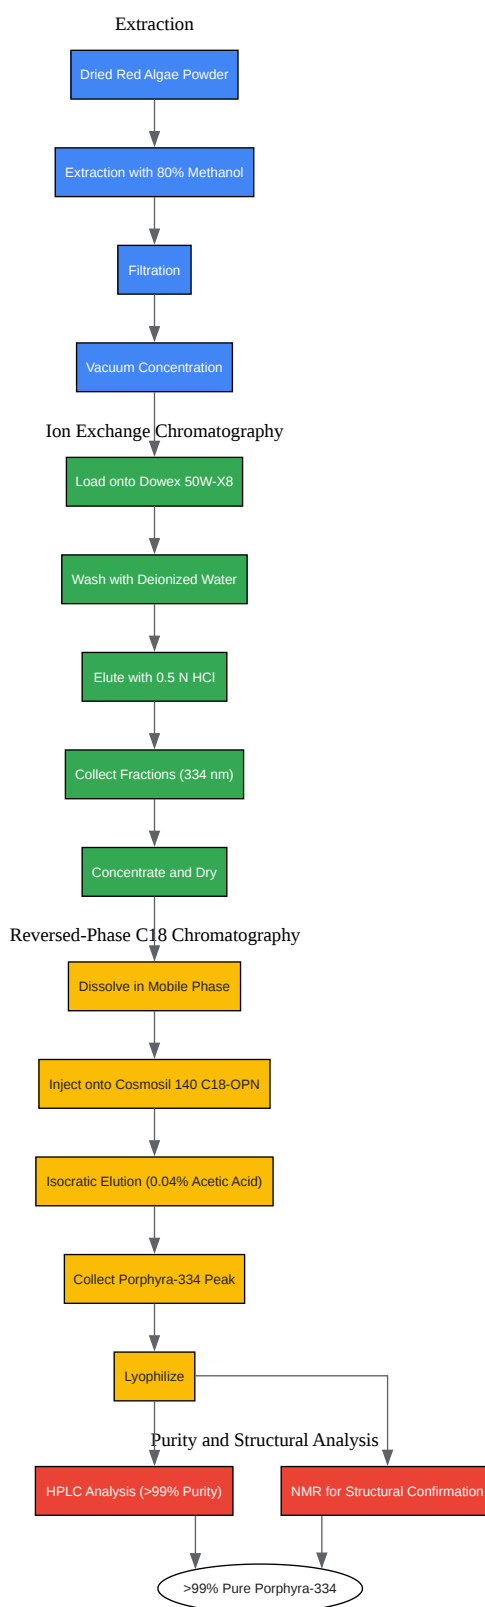 Extraction
Dried Red Algae Powder
Extraction with 80% Methanol
Filtration
Vacuum Concentration
Ion Exchange Chromatography
Load onto Dowex 50W-X8
Wash with Deionized Water
Elute with 0.5 N HCl
Collect Fractions (334 nm)
Concentrate and Dry
Reversed-Phase C18 Chromatography
Dissolve in Mobile Phase
Inject onto Cosmosil 140 C18-OPN
Isocratic Elution (0.04% Acetic Acid)
Collect Porphyra-334 Peak
Lyophilize
Purity and Structural Analysis
HPLC Analysis (>99% Purity)
NMR for Structural Confirmation
>99% Pure Porphyra-334